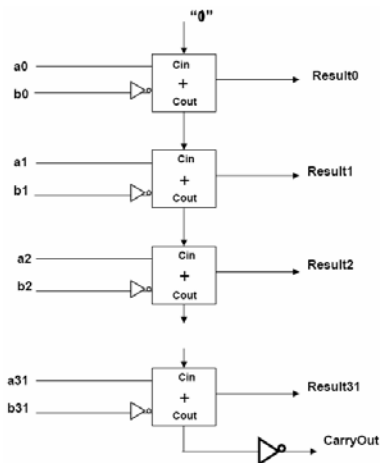 Cin
a0
Result0
+
b0
Cout
Cin
a1
Result1
+
b1
Cout
Cin
a2
Result2
+
b2
Cout
Cin
a31
Result31
+
b31
Cout
CarryOut